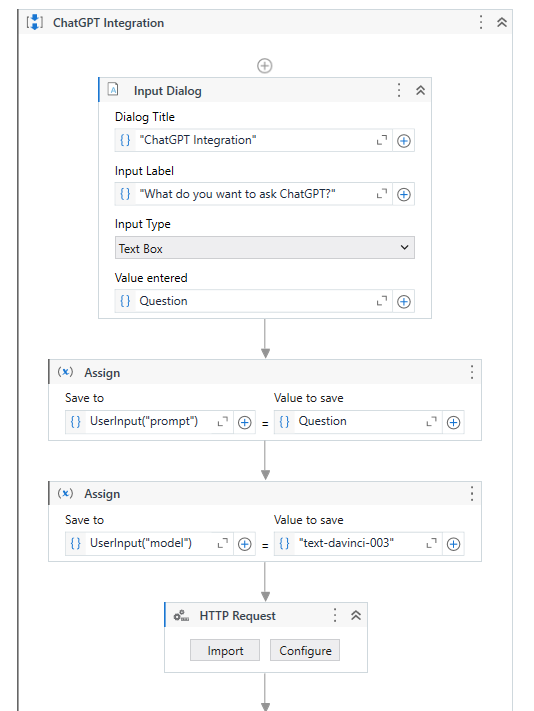 ChatGPT Integration
Input Dialog
Dialog Title
"ChatGPT Integration"
Input Label
"What do you want to ask ChatGPT?"
Input Type
Text Box
Value entered
Question
Assign
Save to Value to save
UserInput("prompt") = Question
Assign
Save to Value to save
UserInput("model") = "text-davinci-003"
HTTP Request
Import Configure